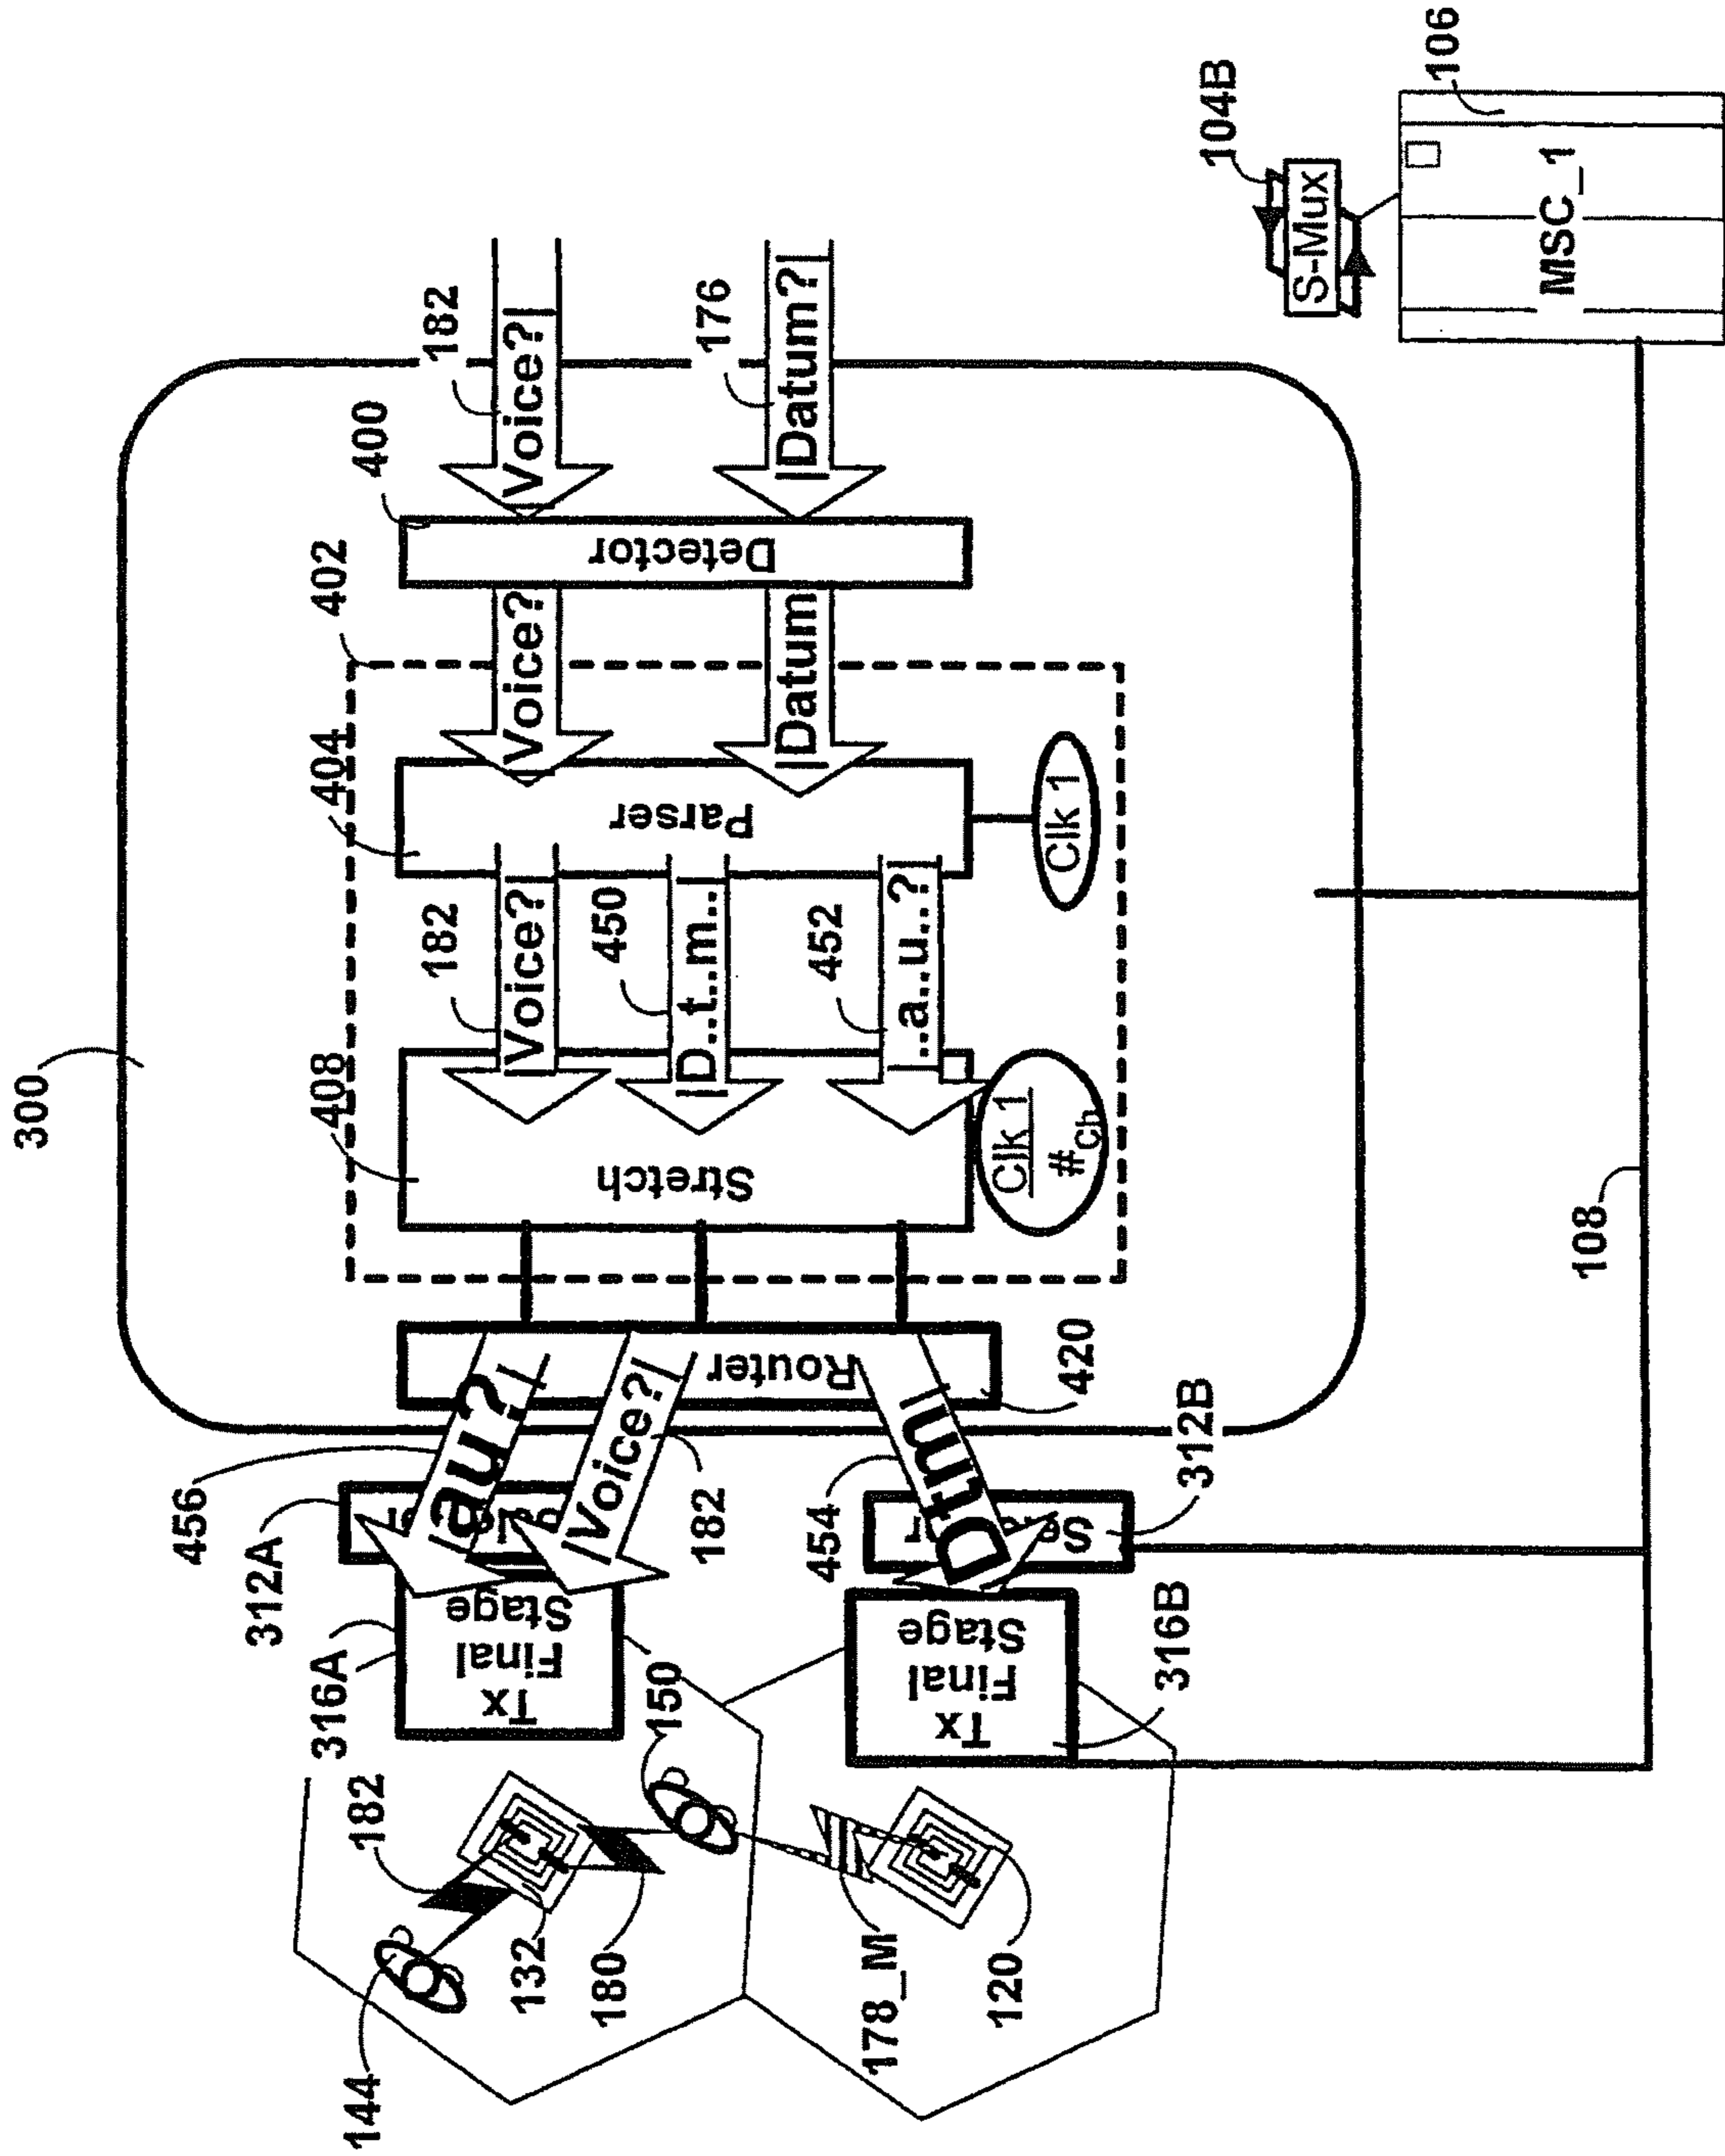 300
402
404
408
400
182
|Voice?|
Detector
|Voice?
Parser
182
|Voice?|
Stretch
176
|Datum?|
|Datum
450
|D..t..m..|
452
|..a..u..?|
Clk 1
Clk 1
#Ch
Router
420
456
|au?|
|Voice?|
182
454
|Dtm|
312A
312B
Se
r
316A
Tx
Final
Stage
316B
Tx
Final
Stage
150
182
144
132
180
178_M
120
108
104B
S-Mux
106
MSC_1